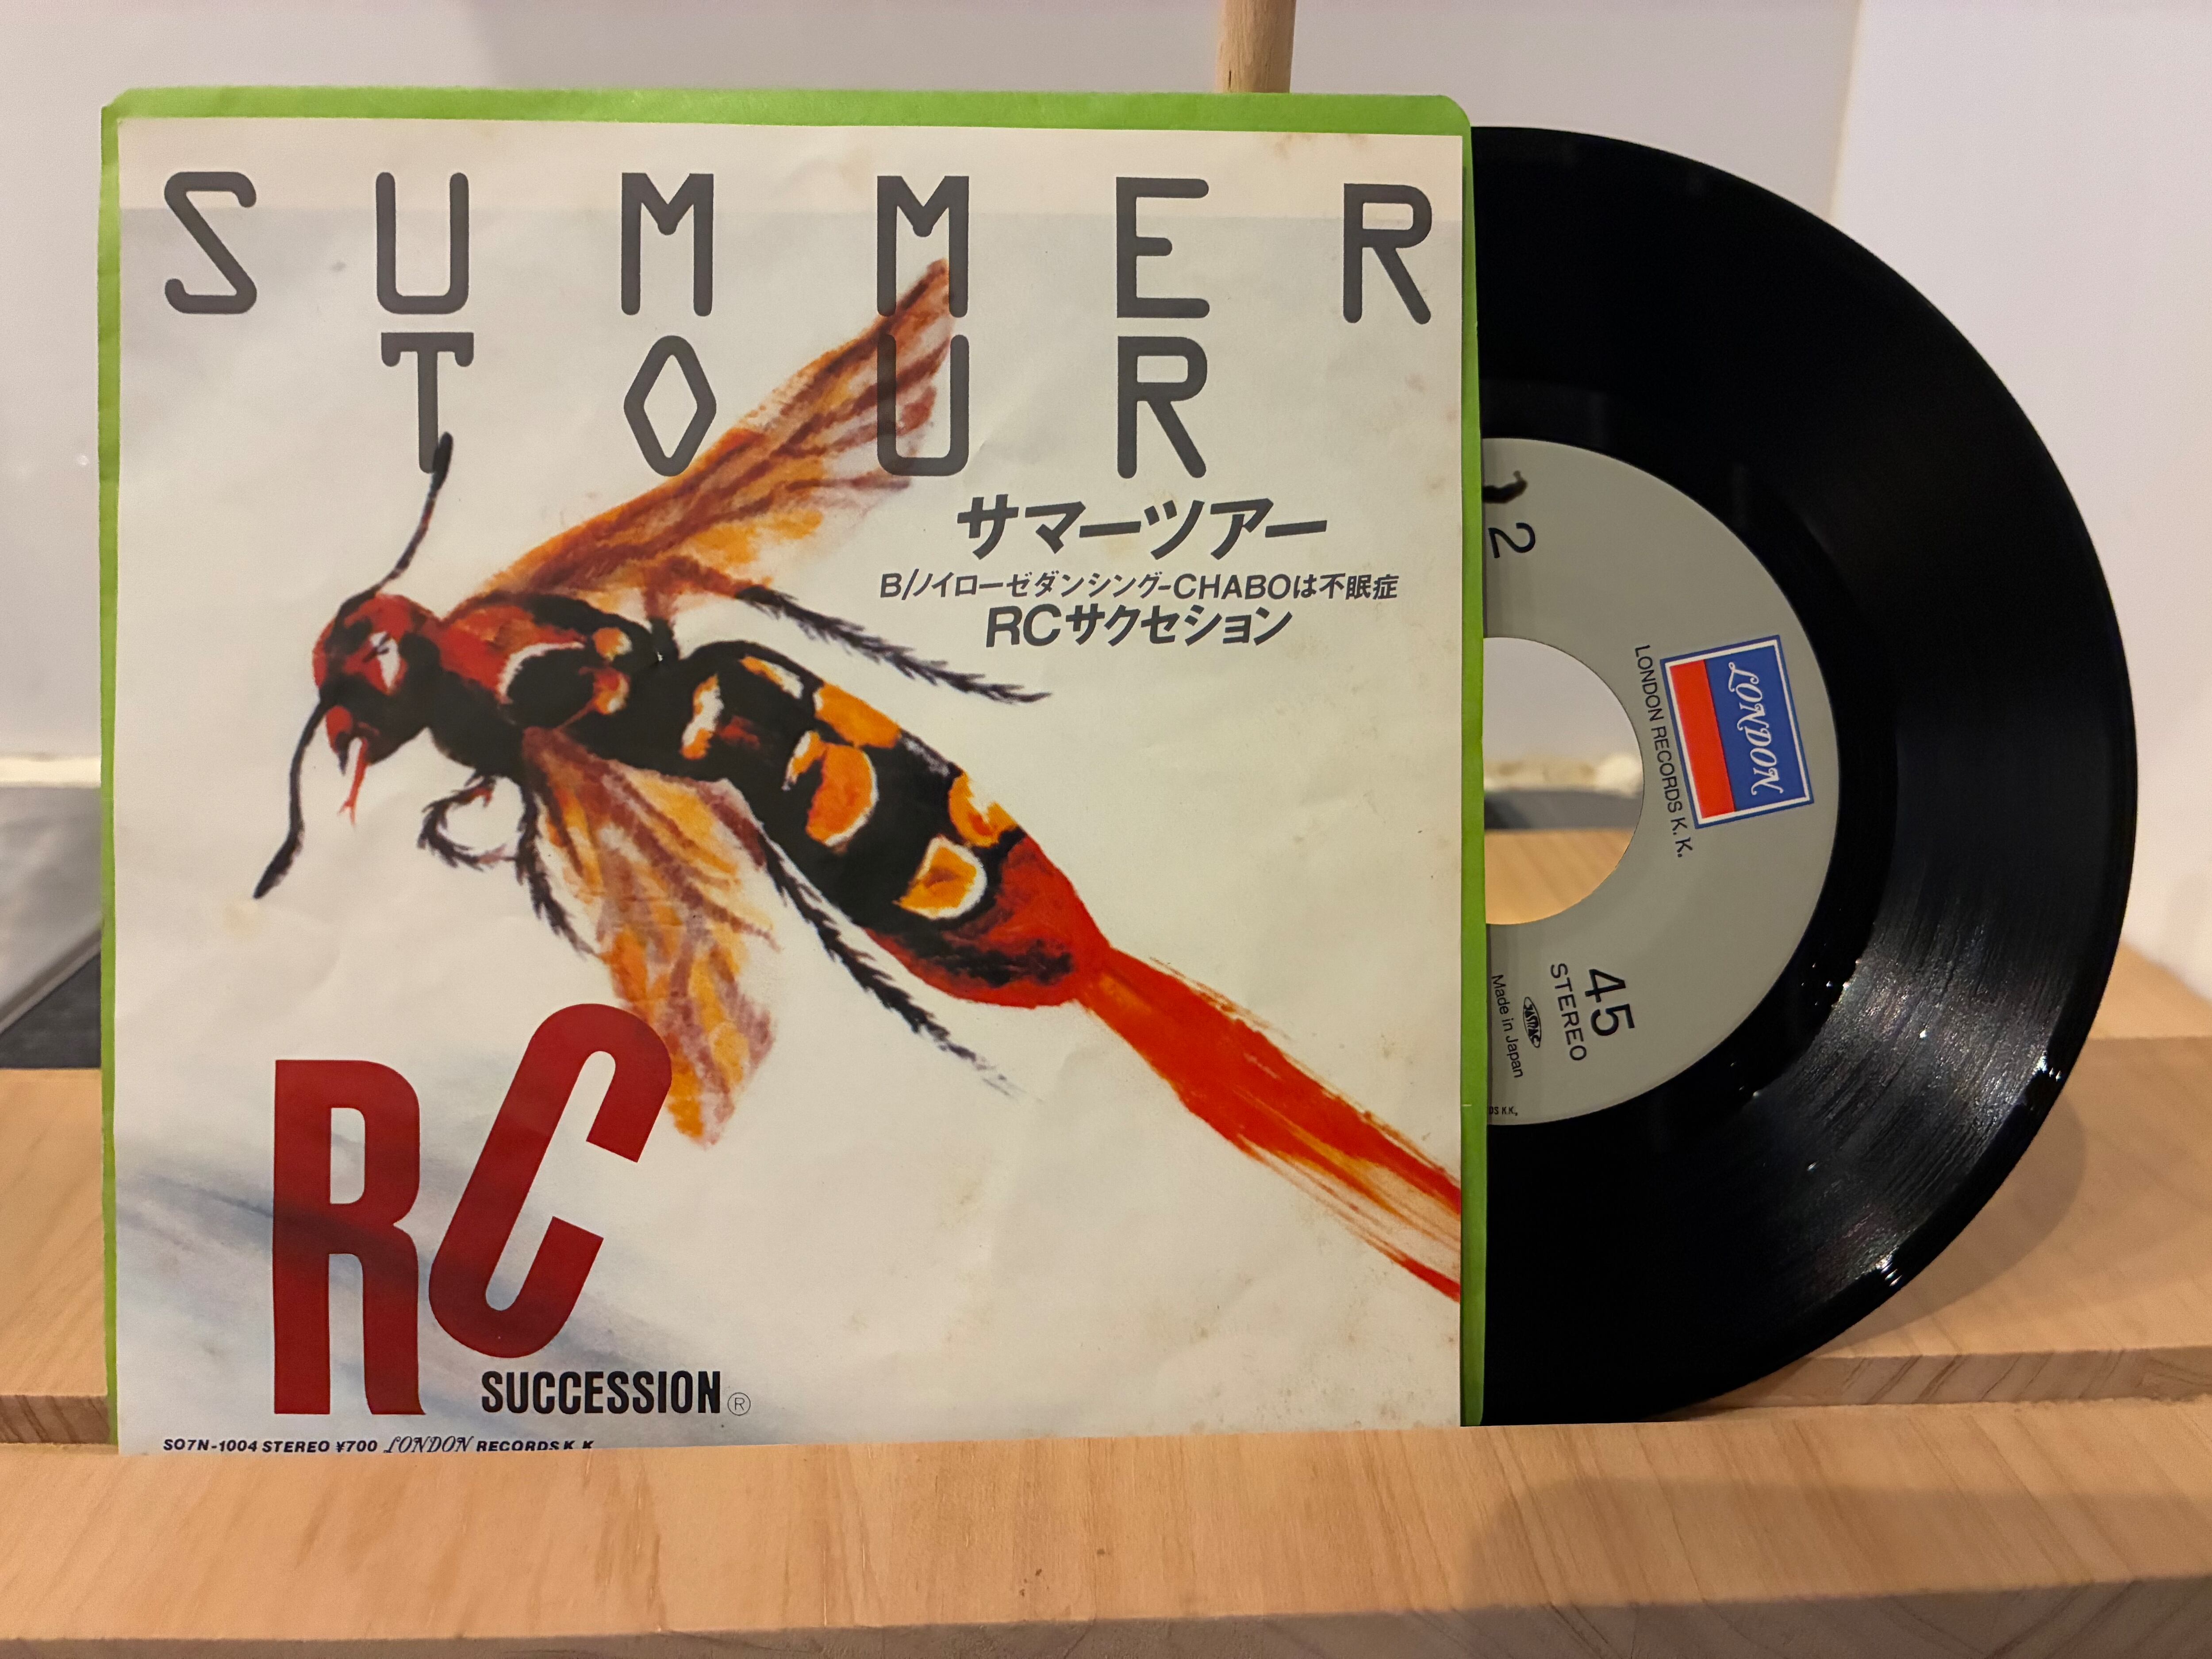 SUMMER
TOUR
サマーツアー
B/ノイローゼダンシング-CHABOは不眠症
RCサクセション
RC
SUCCESSION®
SO7N-1004 STEREO ¥700 LONDON RECORDS K.K.
2
LONDON
LONDON RECORDS K.K.
45
STEREO
Made in Japan